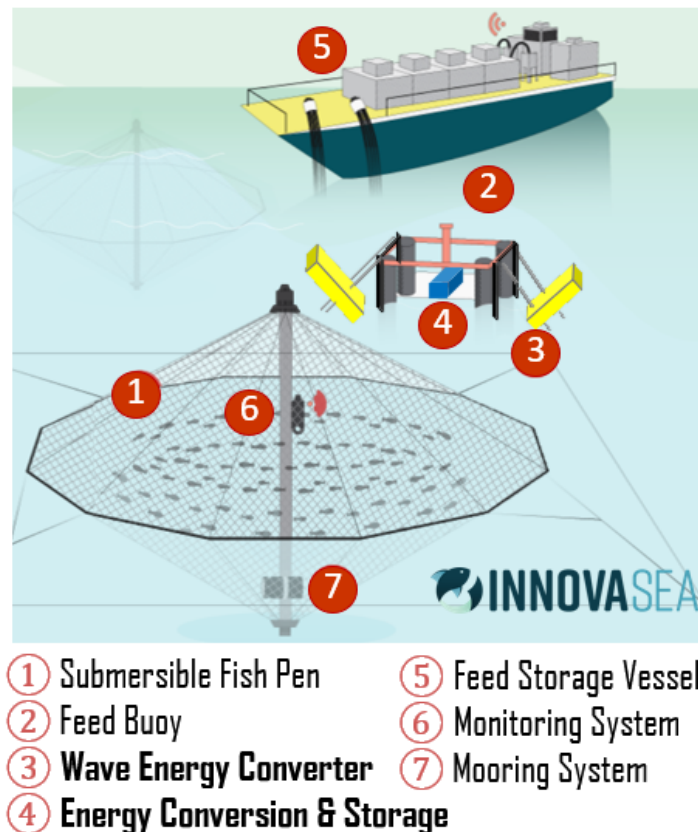 5
2
4
3
1
6
7
INNOVASEA
1 Submersible Fish Pen
2 Feed Buoy
3 Wave Energy Converter
4 Energy Conversion & Storage
5 Feed Storage Vessel
6 Monitoring System
7 Mooring System